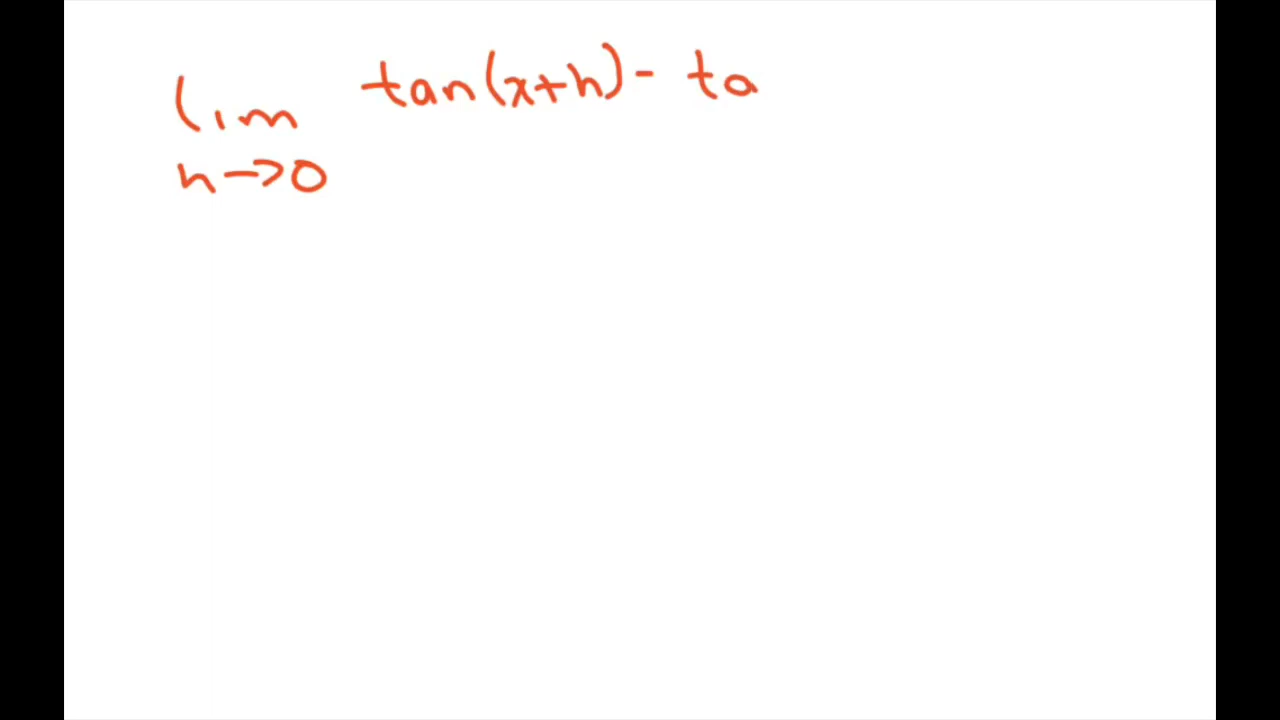 lim tan(x+h) - ta
h→0